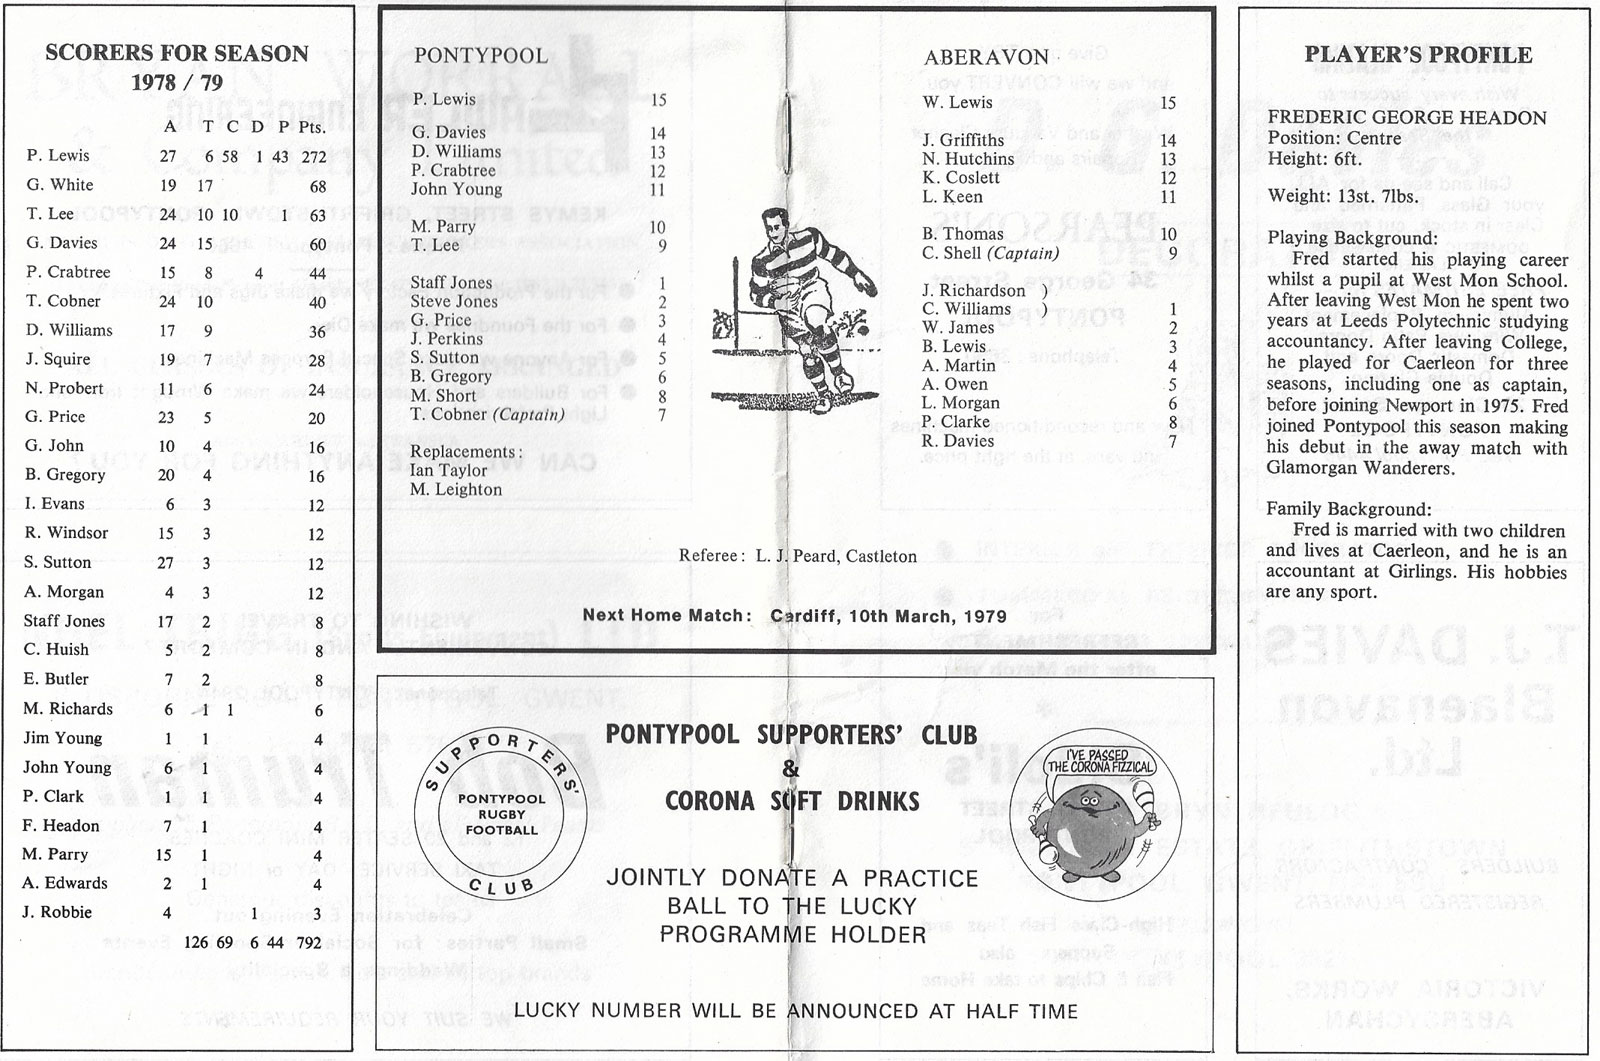 SCORERS FOR SEASON
1978 / 79
A T C D P Pts.
P. Lewis 27 6 58 1 43 272
G. White 19 17 68
T. Lee 24 10 10 1 63
G. Davies 24 15 60
P. Crabtree 15 8 4 44
T. Cobner 24 10 40
D. Williams 17 9 36
J. Squire 19 7 28
N. Probert 11 6 24
G. Price 23 5 20
G. John 10 4 16
B. Gregory 20 4 16
I. Evans 6 3 12
R. Windsor 15 3 12
S. Sutton 27 3 12
A. Morgan 4 3 12
Staff Jones 17 2 8
C. Huish 5 2 8
E. Butler 7 2 8
M. Richards 6 1 1 6
Jim Young 1 1 4
John Young 6 1 4
P. Clark 1 1 4
F. Headon 7 1 4
M. Parry 15 1 4
A. Edwards 2 1 4
J. Robbie 4 1 3
126 69 6 44 792
PONTYPOOL
P. Lewis 15
G. Davies 14
D. Williams 13
P. Crabtree 12
John Young 11
M. Parry 10
T. Lee 9
Staff Jones 1
Steve Jones 2
G. Price 3
J. Perkins 4
S. Sutton 5
B. Gregory 6
M. Short 8
T. Cobner (Captain) 7
Replacements:
Ian Taylor
M. Leighton
ABERAVON
W. Lewis 15
J. Griffiths 14
N. Hutchins 13
K. Coslett 12
L. Keen 11
B. Thomas 10
C. Shell (Captain) 9
J. Richardson )
C. Williams ) 1
W. James 2
B. Lewis 3
A. Martin 4
A. Owen 5
L. Morgan 6
P. Clarke 8
R. Davies 7
Referee: L. J. Peard, Castleton
Next Home Match: Cardiff, 10th March, 1979
SUPPORTERS'
PONTYPOOL
RUGBY
FOOTBALL
CLUB
PONTYPOOL SUPPORTERS' CLUB
&
CORONA SOFT DRINKS
JOINTLY DONATE A PRACTICE
BALL TO THE LUCKY
PROGRAMME HOLDER
I'VE PASSED
THE CORONA FIZZICAL
LUCKY NUMBER WILL BE ANNOUNCED AT HALF TIME
PLAYER'S PROFILE
FREDERIC GEORGE HEADON
Position: Centre
Height: 6ft.
Weight: 13st. 7lbs.
Playing Background:
Fred started his playing career
whilst a pupil at West Mon School.
After leaving West Mon he spent two
years at Leeds Polytechnic studying
accountancy. After leaving College,
he played for Caerleon for three
seasons, including one as captain,
before joining Newport in 1975. Fred
joined Pontypool this season making
his debut in the away match with
Glamorgan Wanderers.
Family Background:
Fred is married with two children
and lives at Caerleon, and he is an
accountant at Girlings. His hobbies
are any sport.